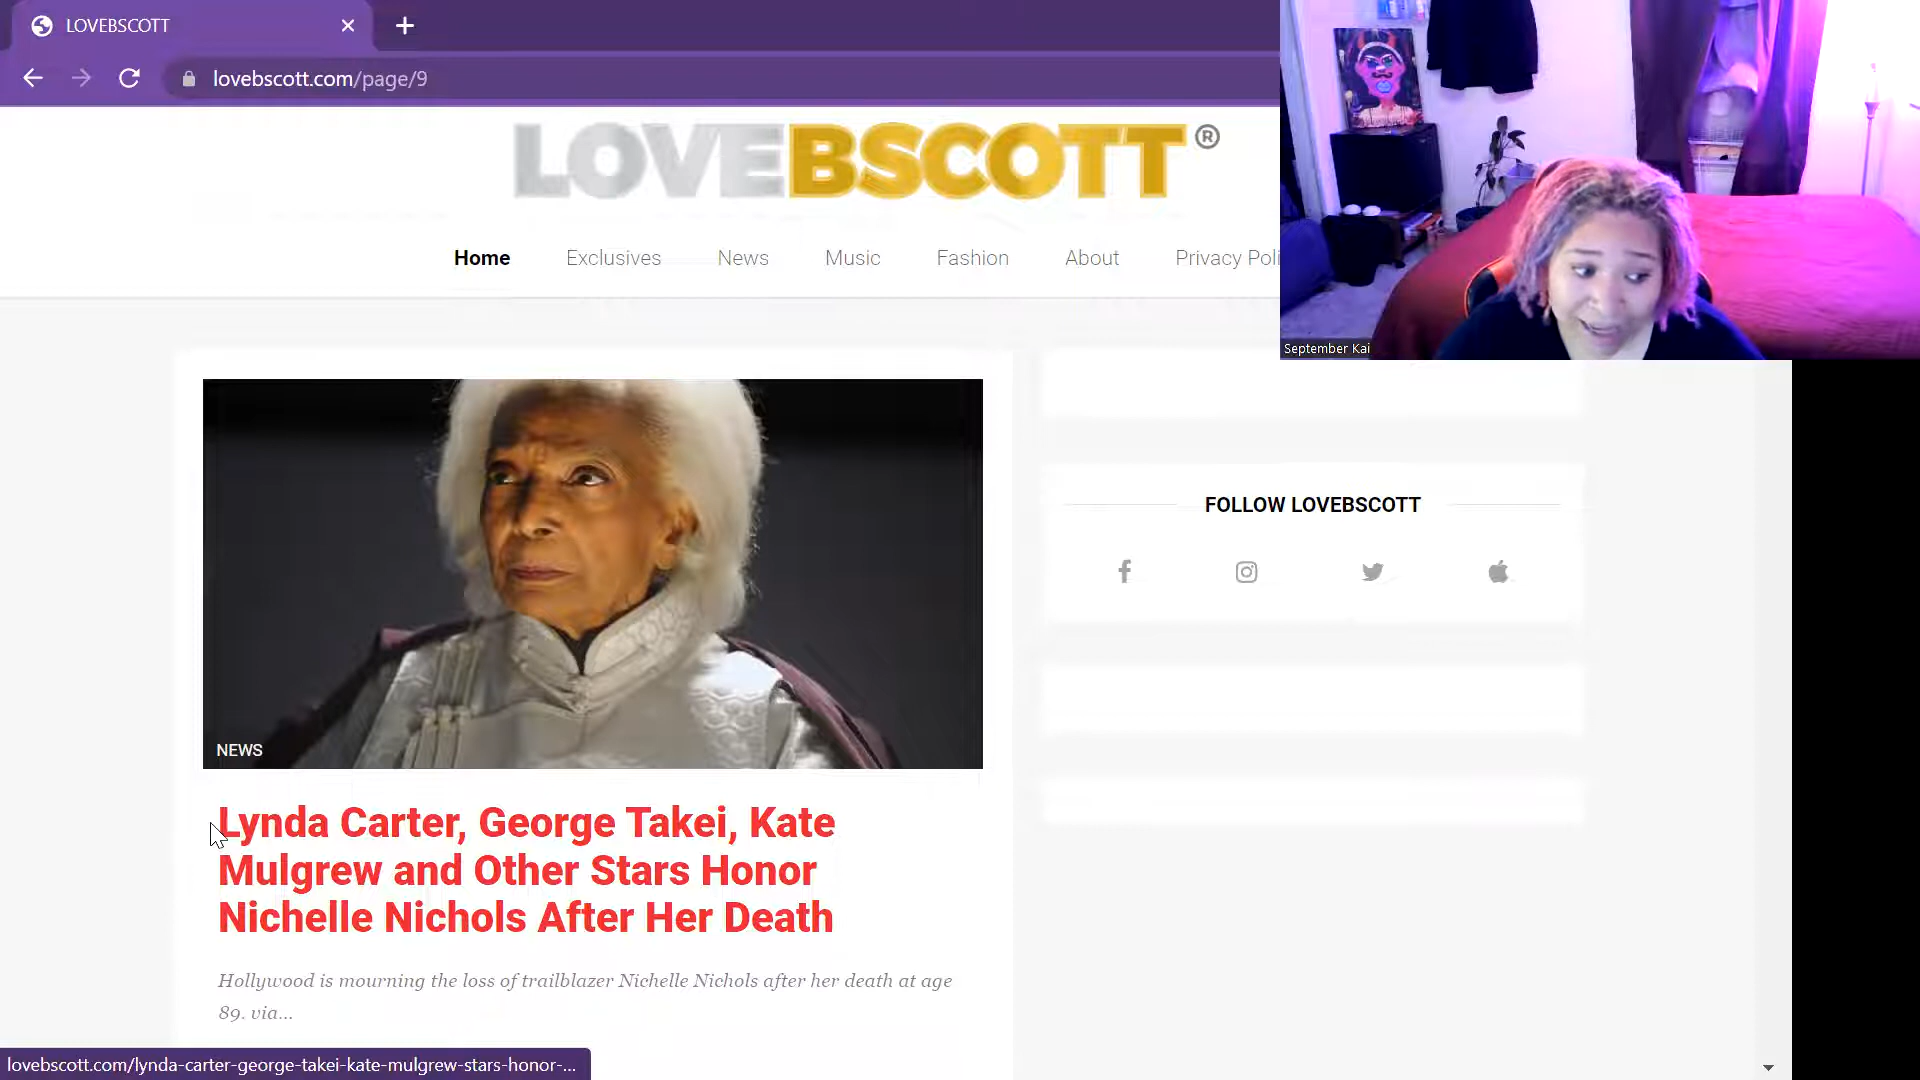 LOVEBSCOTT
lovebscott.com/page/9
LOVEBSCOTT®
Home Exclusives News Music Fashion About Privacy Poli
September Kai
NEWS
Lynda Carter, George Takei, Kate
Mulgrew and Other Stars Honor
Nichelle Nichols After Her Death
Hollywood is mourning the loss of trailblazer Nichelle Nichols after her death at age
89. via...
FOLLOW LOVEBSCOTT
lovebscott.com/lynda-carter-george-takei-kate-mulgrew-stars-honor-...